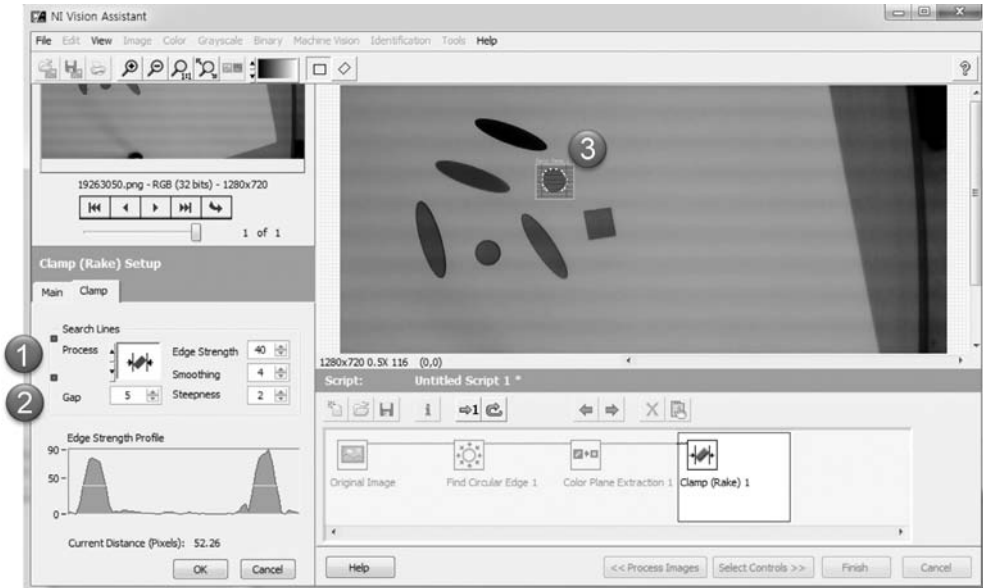 NI Vision Assistant
File Edit View Image Color Grayscale Binary Machine Vision Identification Tools Help
1:1
?
3
19263050.png - RGB (32 bits) - 1280x720
1 of 1
Clamp (Rake) Setup
Main Clamp
Search Lines
1
Process
Edge Strength 40
Smoothing 4
2
Gap 5
Steepness 2
Edge Strength Profile
90
50
0
Current Distance (Pixels): 52.26
OK Cancel
1280x720 0.5X 116 (0,0)
Script: Untitled Script 1 *
1
Original Image Find Circular Edge 1 Color Plane Extraction 1 Clamp (Rake) 1
Help << Process Images Select Controls >> Finish Cancel